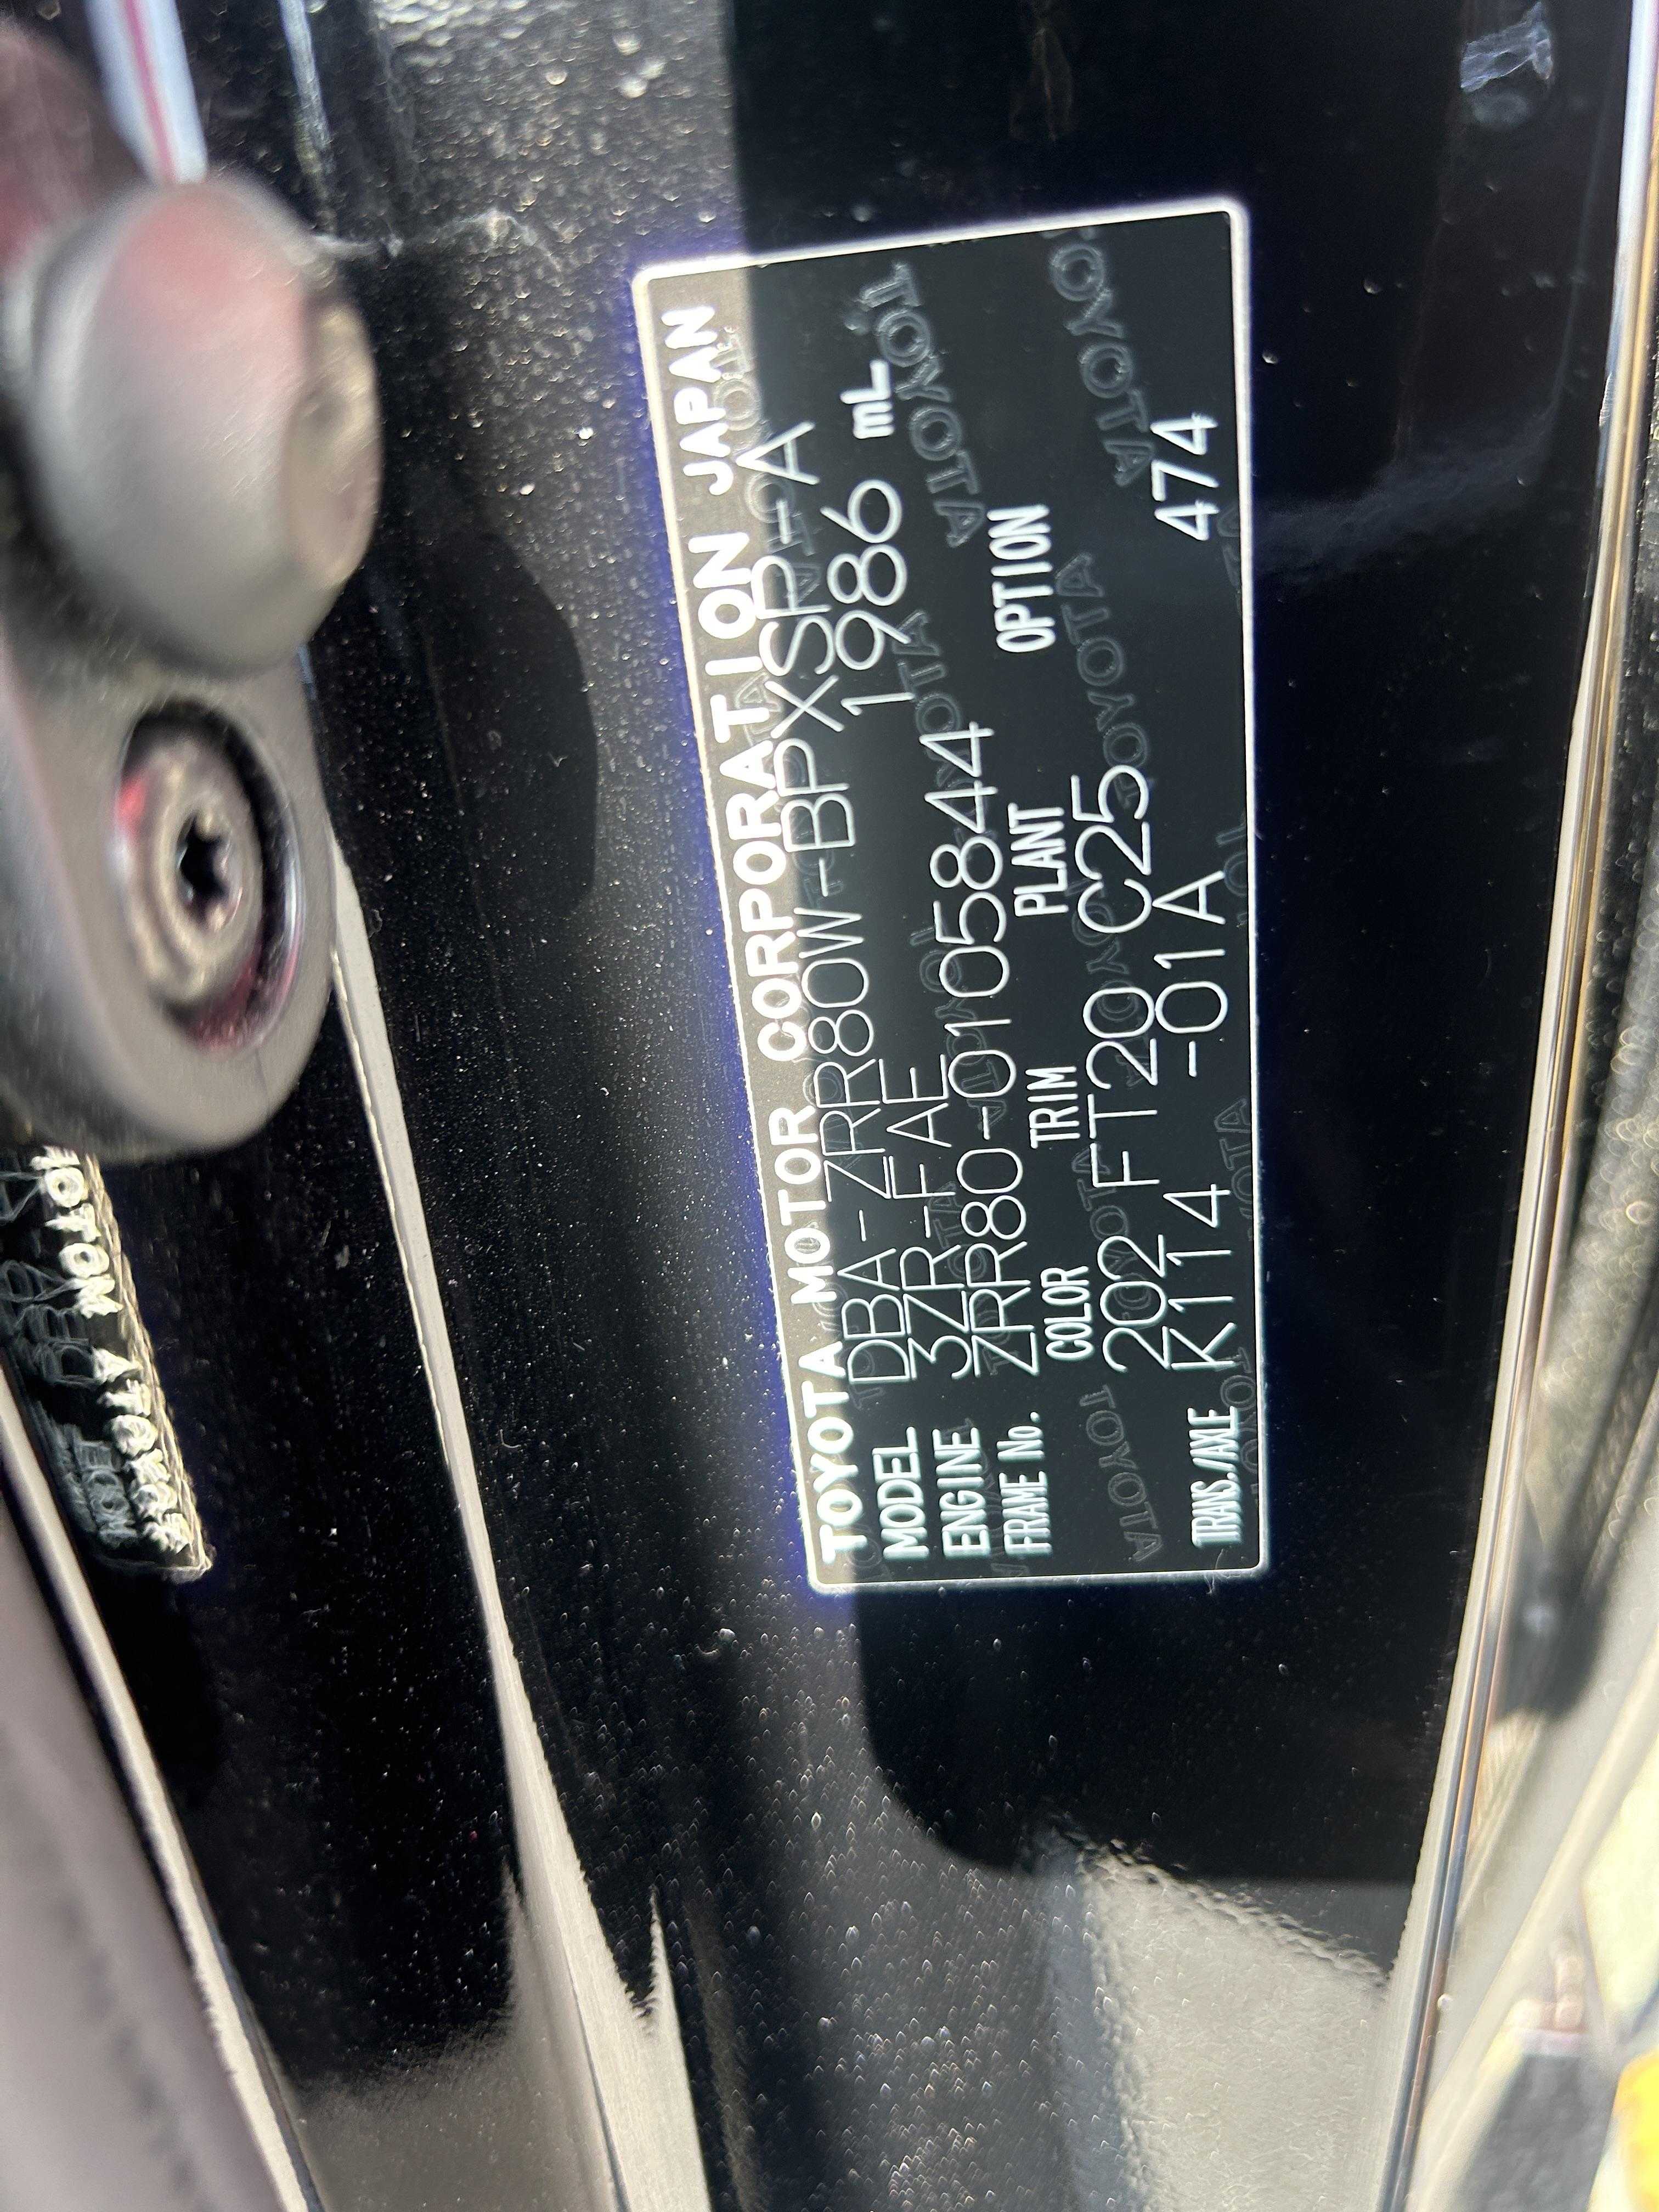 TOYOTA MOTOR CORPORATION JAPAN
MODEL DBA-ZRR80W-BPXSP-A
ENGINE 3ZR-FAE 1986 mL
FRAME No. ZRR80-0105844
COLOR TRIM PLANT OPTION
202 FT20 C25
TRANS./AXLE K114 -01A 474